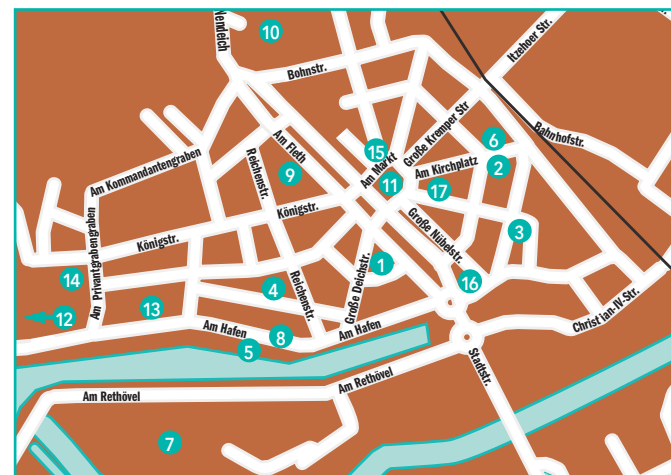 10
Wendeich
Itzehoer Str.
Bohnstr.
Große Kremper Str
Bahnhofstr.
6
Am Fleth
15
Am Markt
Am Kirchplatz
2
Am Kommandantengraben
Reichenstr.
9
11
17
Königstr.
Große Nübelstr.
3
Am Privantgrabengraben
Königstr.
1
14
Reichenstr.
4
Große Deichstr.
16
13
12
Am Hafen
8
Am Hafen
Christian-IV-Str.
5
Stadtstr.
Am Rethövel
Am Rethövel
7